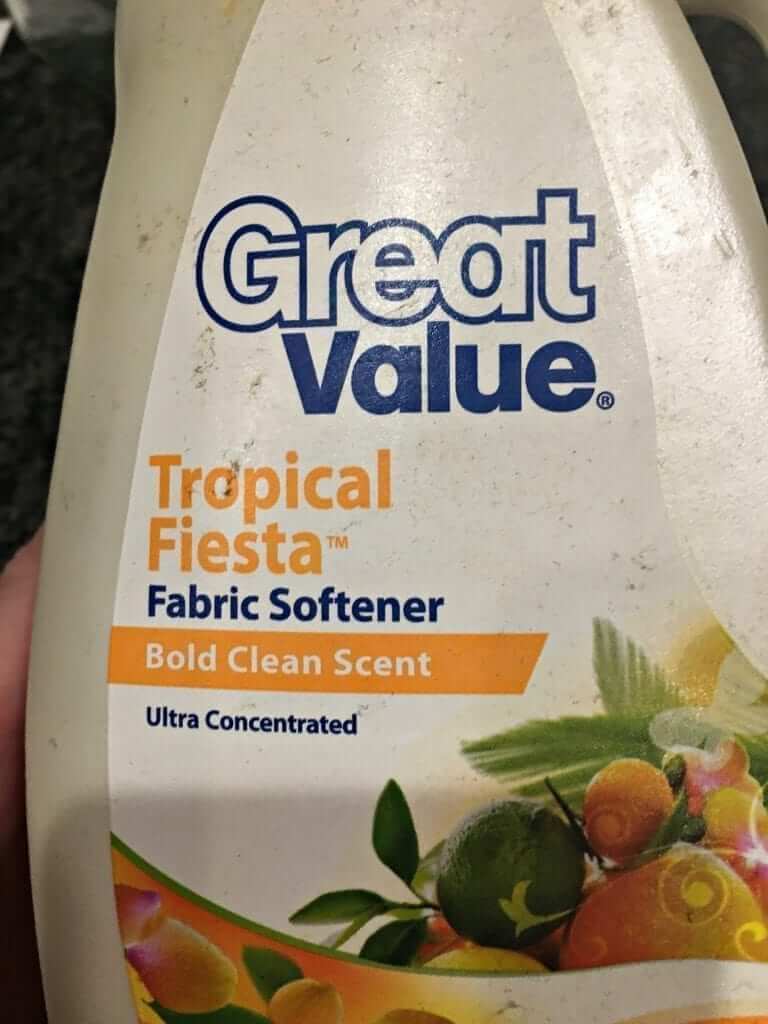 Great
Value®
Tropical
Fiesta™
Fabric Softener
Bold Clean Scent
Ultra Concentrated